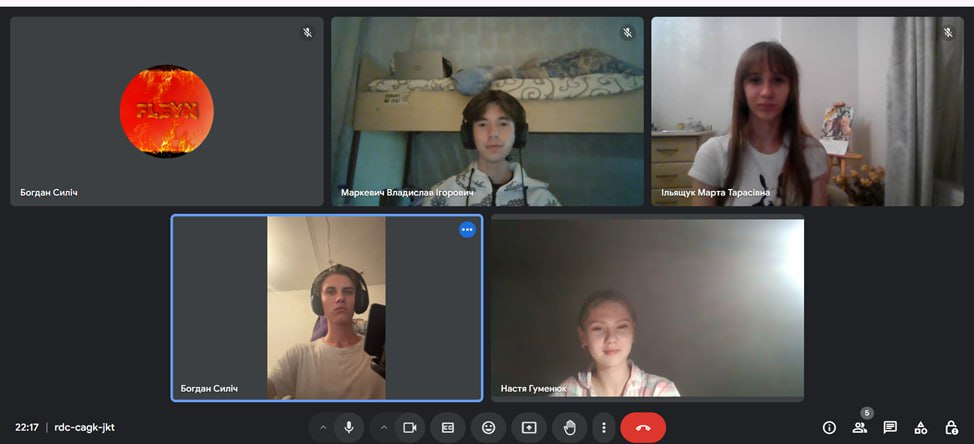 Богдан Силіч
Маркевич Владислав Ігорович
Ільящук Марта Тарасівна
Богдан Силіч
Настя Гуменюк
22:17 | rdc-cagk-jkt
5